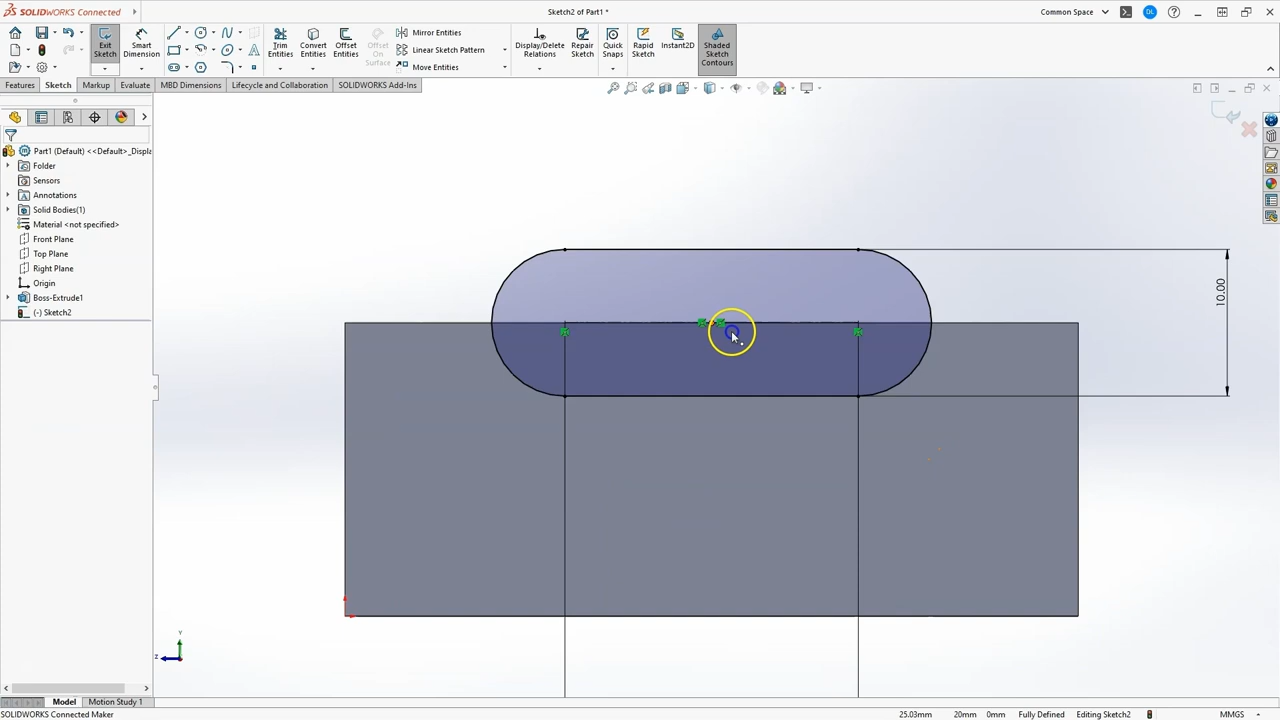 SOLIDWORKS
Sketch2 of Part1 *
Common Space
DL
Exit Sketch
Smart Dimension
Trim Entities
Convert Entities
Offset Entities
Offset On Surface
Mirror Entities
Linear Sketch Pattern
Move Entities
Display/Delete Relations
Repair Sketch
Quick Snaps
Rapid Sketch
Instant2D
Shaded Sketch Contours
Features
Sketch
Markup
Evaluate
MBD Dimensions
Lifecycle and Collaboration
SOLIDWORKS Add-Ins
Part1 (Default) <<Default>_Displa
Folder
Sensors
Annotations
Solid Bodies(1)
Material <not specified>
Front Plane
Top Plane
Right Plane
Origin
Boss-Extrude1
(-) Sketch2
10.00
Y
Z
Model
Motion Study 1
SOLIDWORKS Connected Maker
25.03mm
20mm
0mm
Fully Defined
Editing Sketch2
MMGS